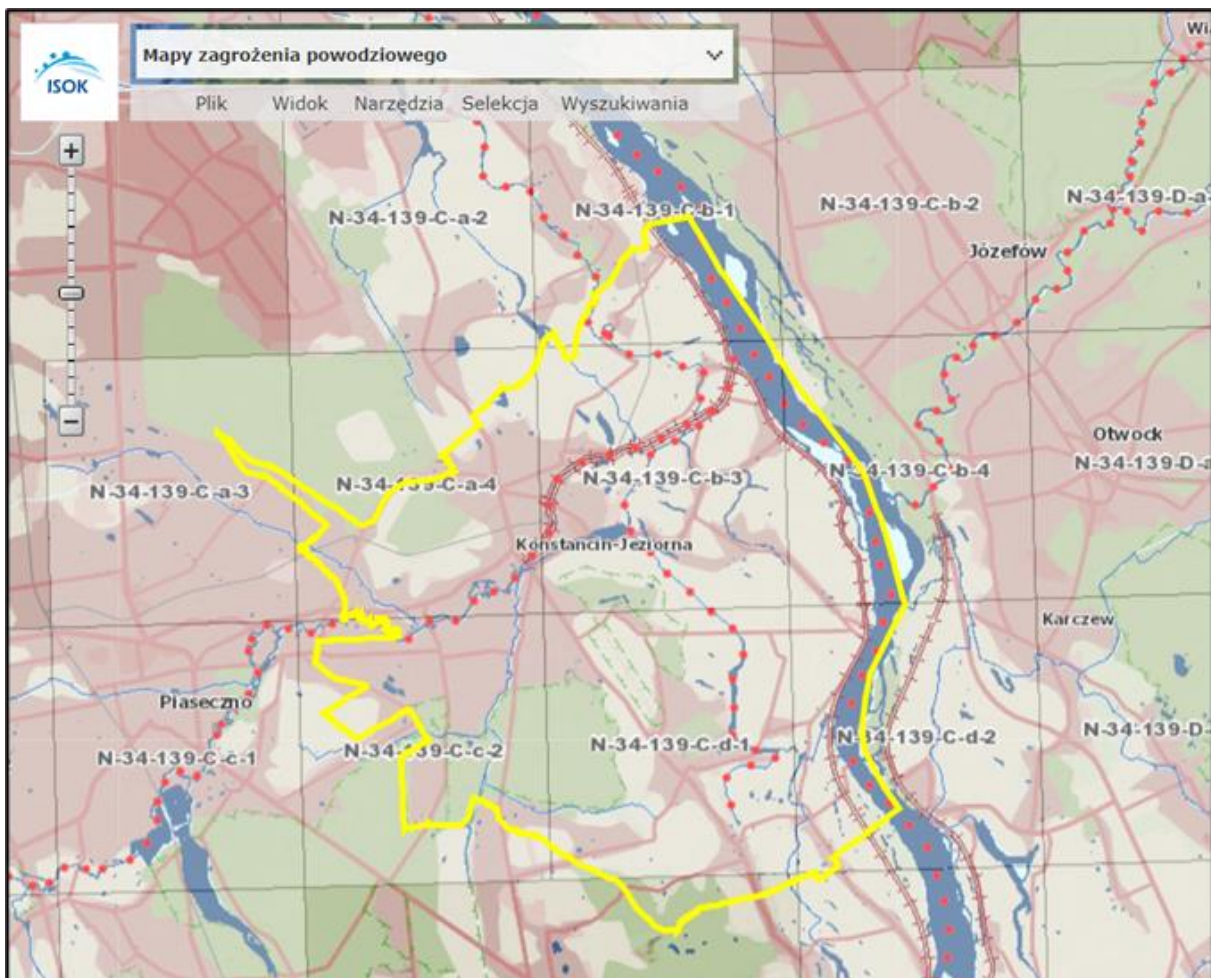 Mapy zagrożenia powodziowego
ISOK
Plik Widok Narzędzia Selekcja Wyszukiwania
+
−
N-34-139-C-a-2
N-34-139-C-b-1
N-34-139-C-b-2
N-34-139-D-a-
Józefów
Otwock
N-34-139-C-a-3
N-34-139-C-a-4
N-34-139-C-b-3
N-34-139-C-b-4
N-34-139-D-a
Konstancin-Jeziorna
Karczew
Piaseczno
N-34-139-C-c-1
N-34-139-C-c-2
N-34-139-C-d-1
N-34-139-C-d-2
N-34-139-D-